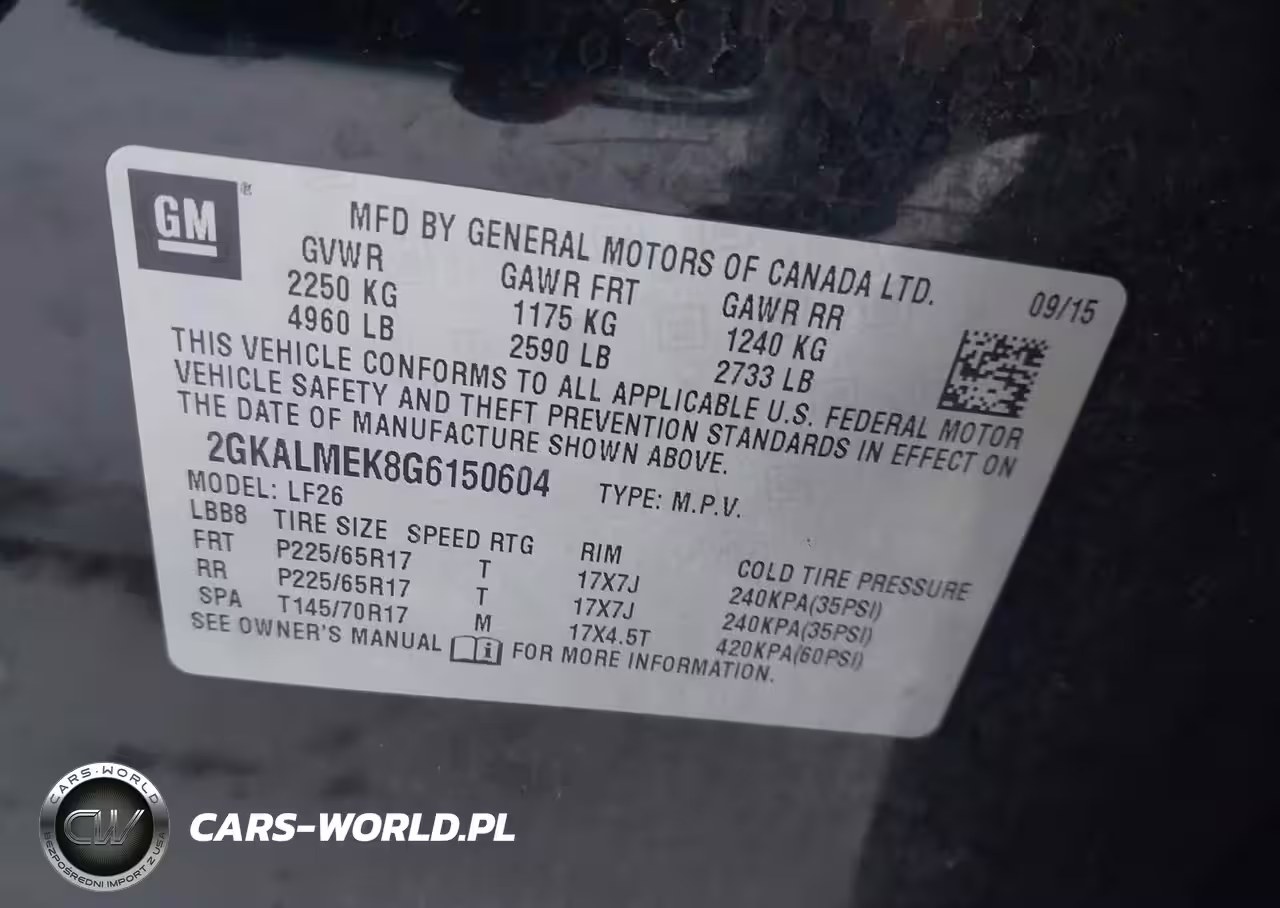 GM®
MFD BY GENERAL MOTORS OF CANADA LTD.
09/15
GVWR GAWR FRT GAWR RR
2250 KG 1175 KG 1240 KG
4960 LB 2590 LB 2733 LB
THIS VEHICLE CONFORMS TO ALL APPLICABLE U.S. FEDERAL MOTOR
VEHICLE SAFETY AND THEFT PREVENTION STANDARDS IN EFFECT ON
THE DATE OF MANUFACTURE SHOWN ABOVE.
2GKALMEK8G6150604 TYPE: M.P.V.
MODEL: LF26
LBB8 TIRE SIZE SPEED RTG RIM COLD TIRE PRESSURE
FRT P225/65R17 T 17X7J 240KPA(35PSI)
RR P225/65R17 T 17X7J 240KPA(35PSI)
SPA T145/70R17 M 17X4.5T 420KPA(60PSI)
SEE OWNER'S MANUAL i FOR MORE INFORMATION.
CARS-WORLD
CW
BEZPOŚREDNI IMPORT Z USA
CARS-WORLD.PL